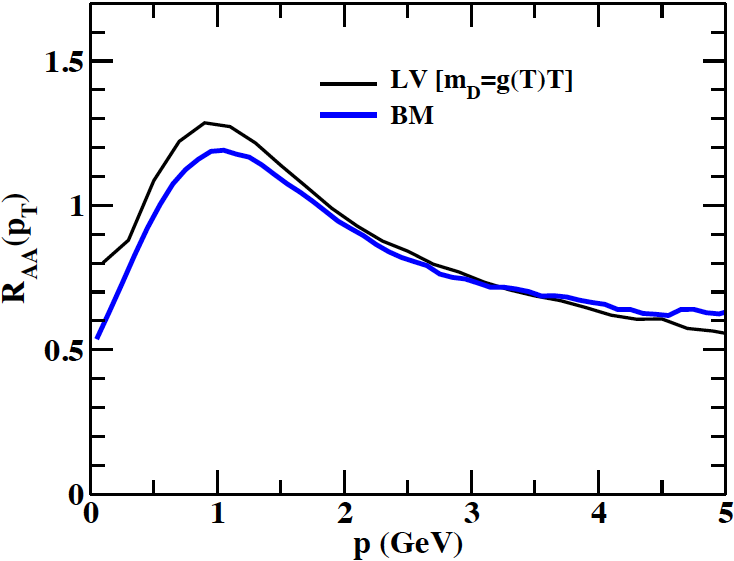 1.5
1
0.5
0
R_AA(p_T)
LV [m_D=g(T)T]
BM
0 1 2 3 4 5
p (GeV)